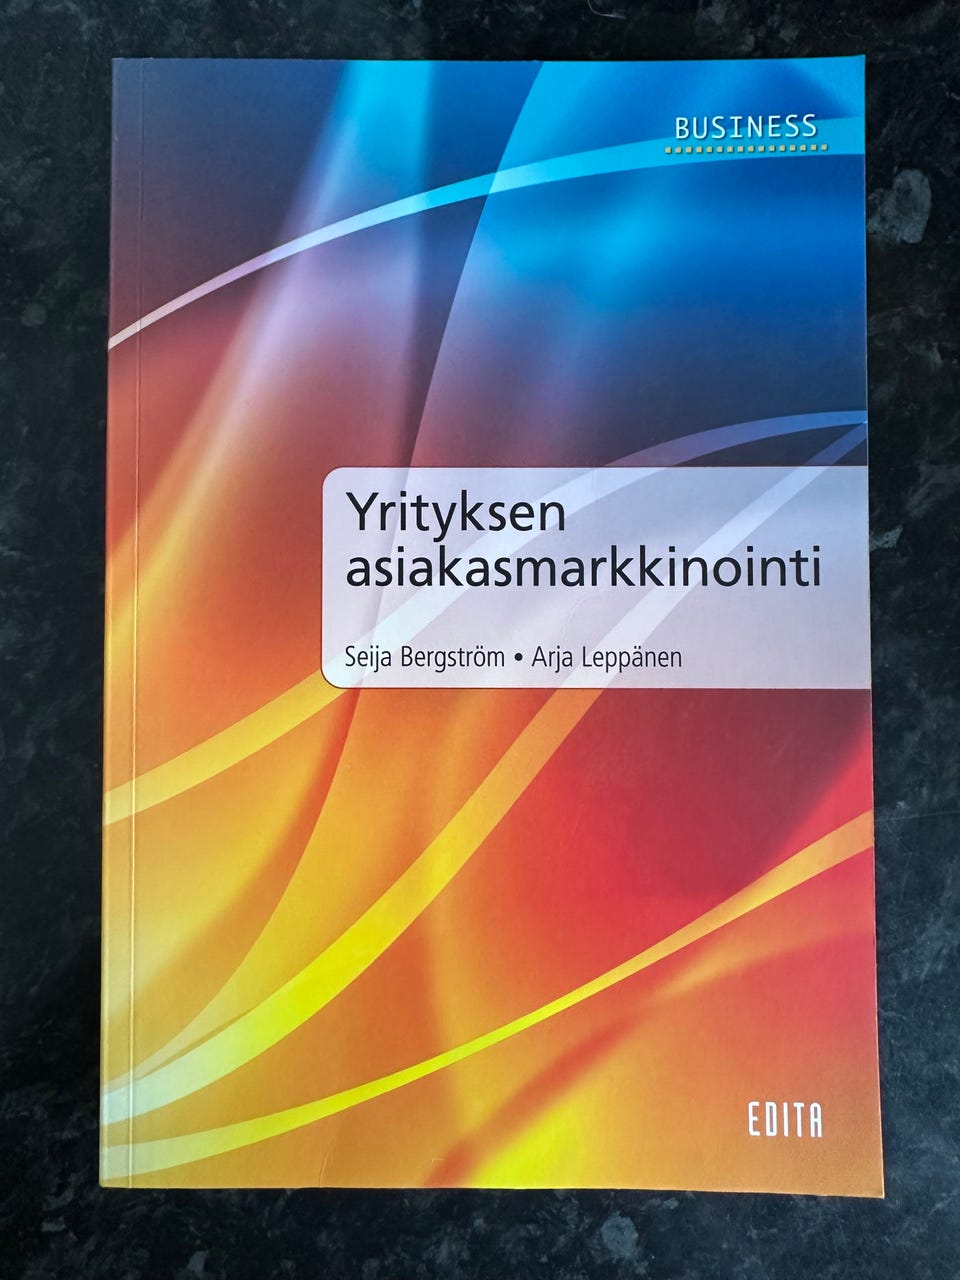 BUSINESS
Yrityksen
asiakasmarkkinointi
Seija Bergström • Arja Leppänen
EDITA